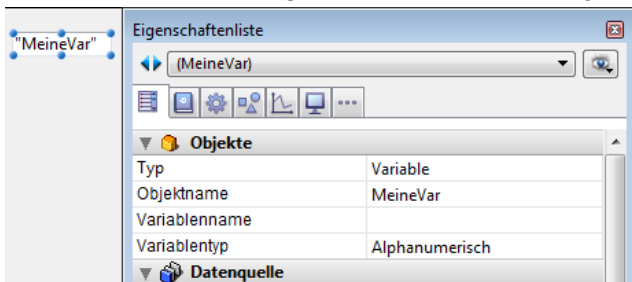 "MeineVar"
Eigenschaftenliste
(MeineVar)
Objekte
Typ Variable
Objektname MeineVar
Variablenname
Variablentyp Alphanumerisch
Datenquelle